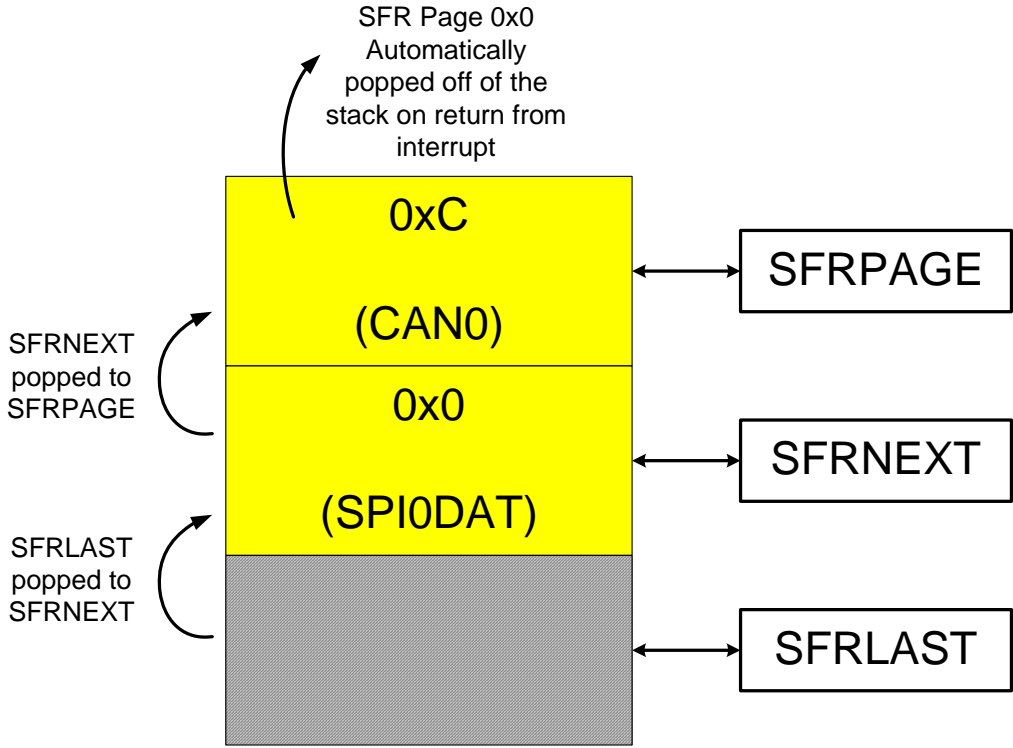 SFR Page 0x0
Automatically
popped off of the
stack on return from
interrupt
0xC
(CAN0)
SFRPAGE
SFRNEXT
popped to
SFRPAGE
0x0
(SPI0DAT)
SFRNEXT
SFRLAST
popped to
SFRNEXT
SFRLAST